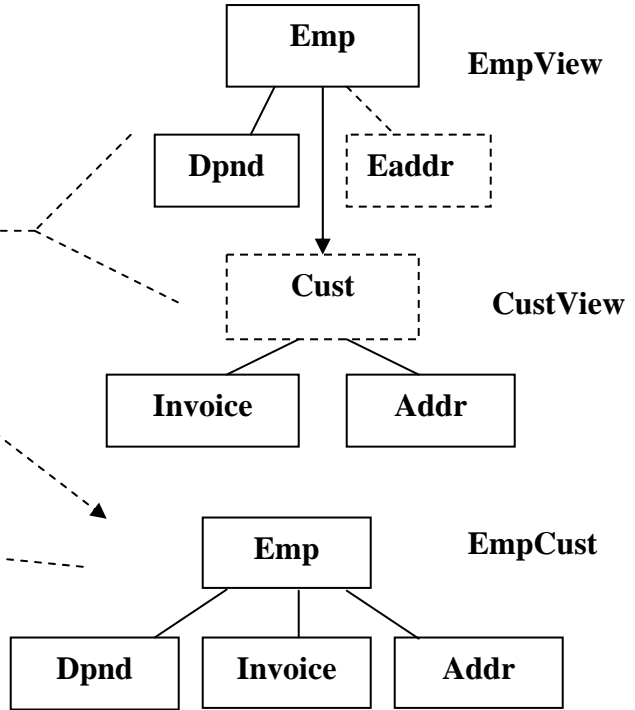 Emp
EmpView
Dpnd Eaddr
Cust
CustView
Invoice Addr
Emp
EmpCust
Dpnd Invoice Addr